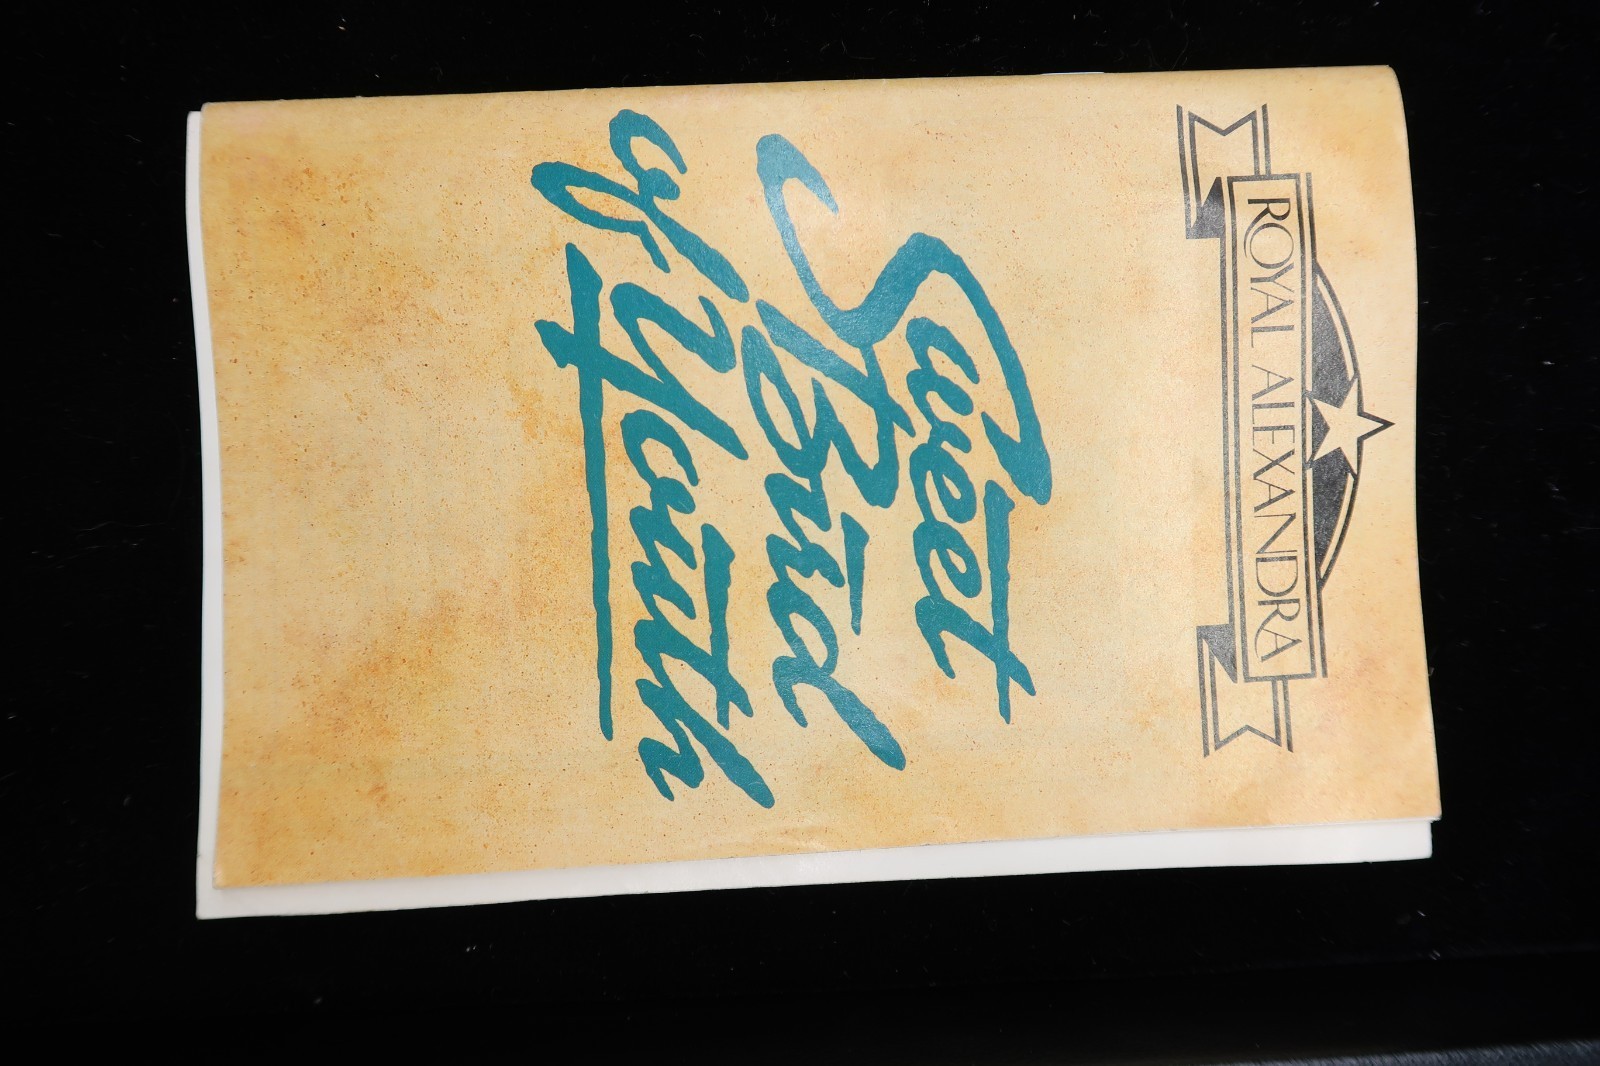 ROYAL ALEXANDRA
Sweet
Bird
of Youth